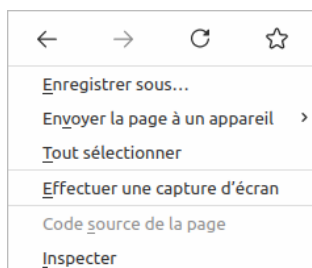 Enregistrer sous…
Envoyer la page à un appareil
Tout sélectionner
Effectuer une capture d’écran
Code source de la page
Inspecter